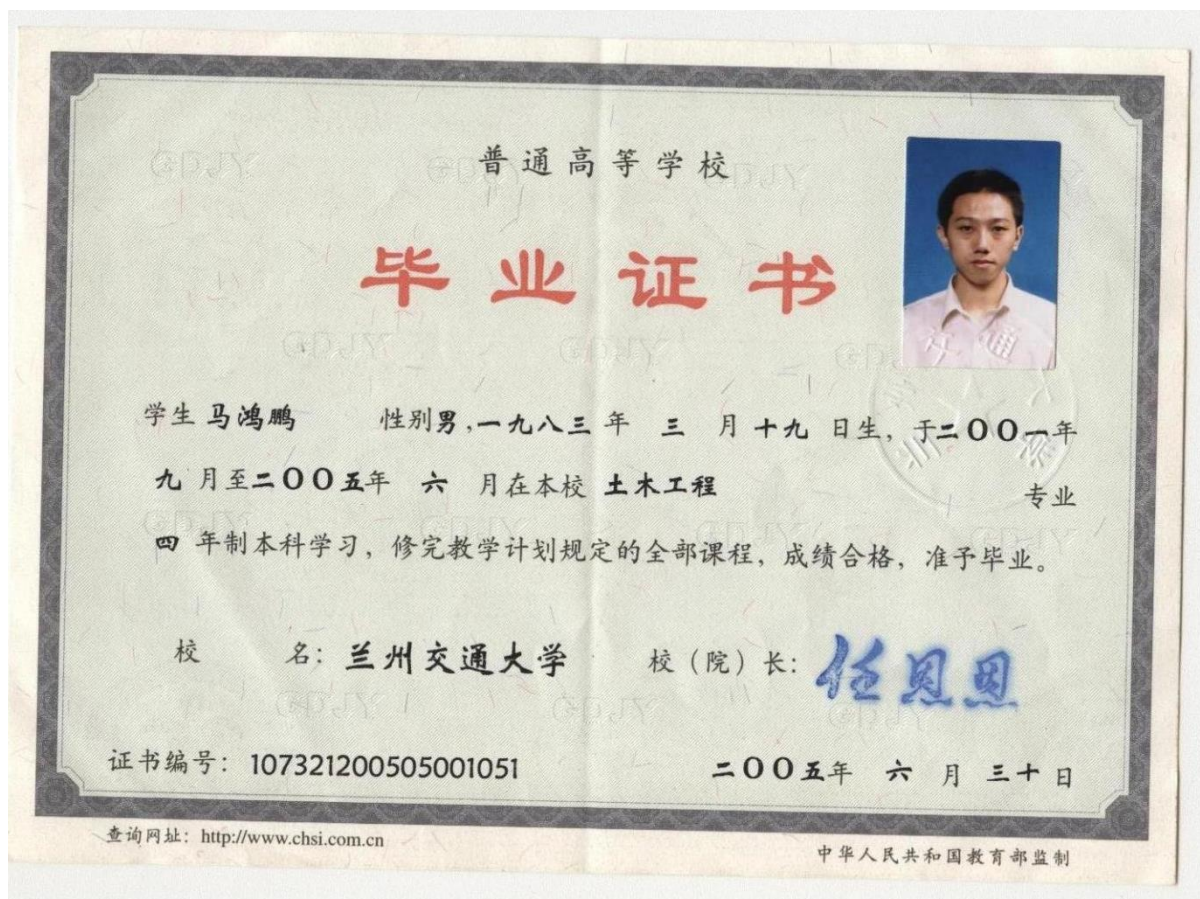 普通高等学校
毕业证书
学生 马鸿鹏 性别男,一九八三年 三 月十九 日生，于二〇〇一年
九 月至二〇〇五年 六 月在本校 土木工程 专业
四 年制本科学习，修完教学计划规定的全部课程，成绩合格，准予毕业。
校 名：兰州交通大学 校（院）长：任恩恩
证书编号：107321200505001051 二〇〇五年 六 月 三十 日
查询网址：http://www.chsi.com.cn 中华人民共和国教育部监制